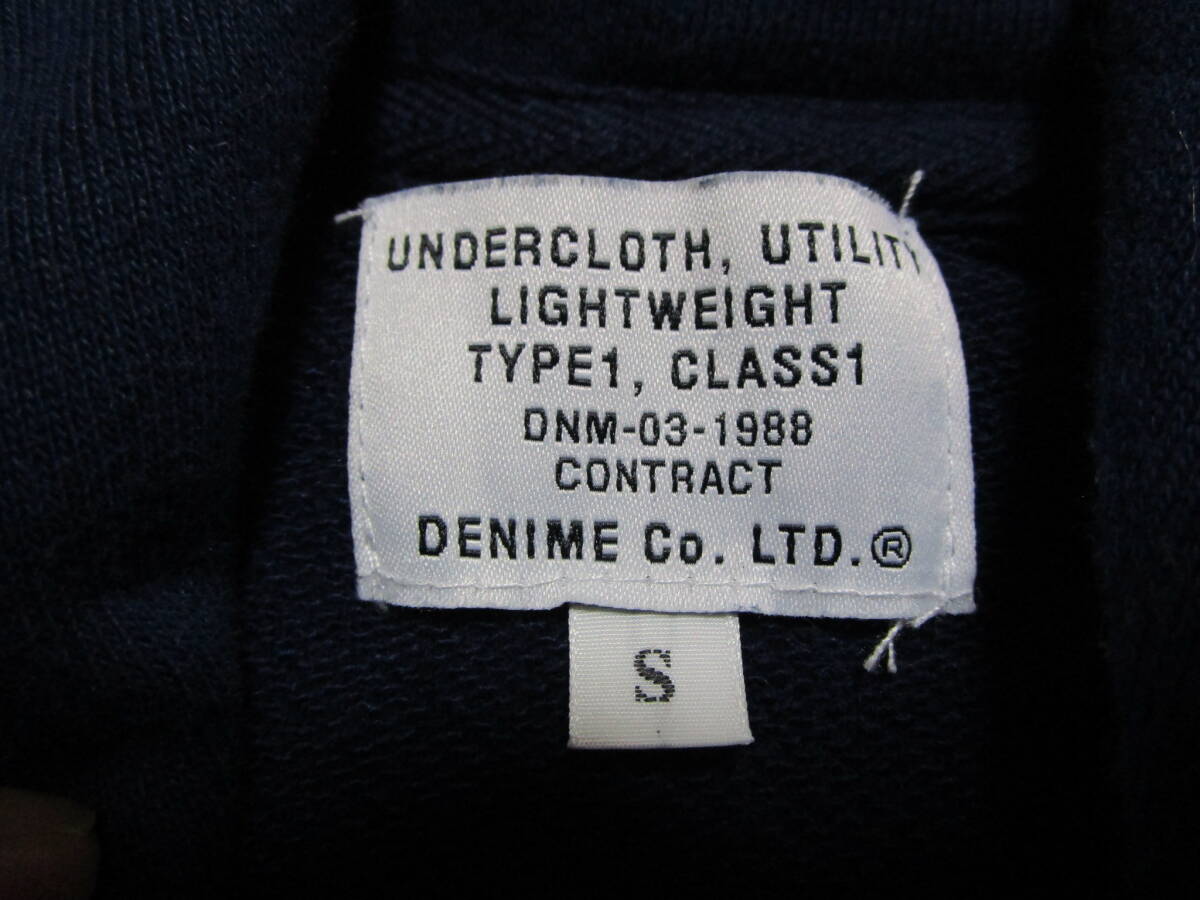 UNDERCLOTH, UTILITY
LIGHTWEIGHT
TYPE1, CLASS1
DNM-03-1988
CONTRACT
DENIME Co. LTD.®
S